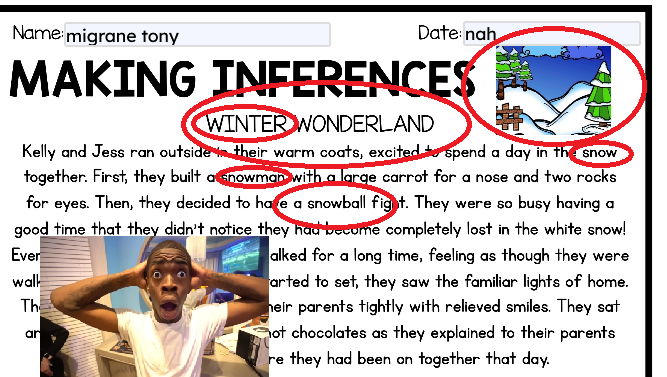 Name: migrane tony Date: nah
MAKING INFERENCES
WINTER WONDERLAND
Kelly and Jess ran outside in their warm coats, excited to spend a day in the snow
together. First, they built a snowman with a large carrot for a nose and two rocks
for eyes. Then, they decided to have a snowball fight. They were so busy having a
good time that they didn't notice they had become completely lost in the white snow!
alked for a long time, feeling as though they were
arted to set, they saw the familiar lights of home.
heir parents tightly with relieved smiles. They sat
hot chocolates as they explained to their parents
re they had been on together that day.